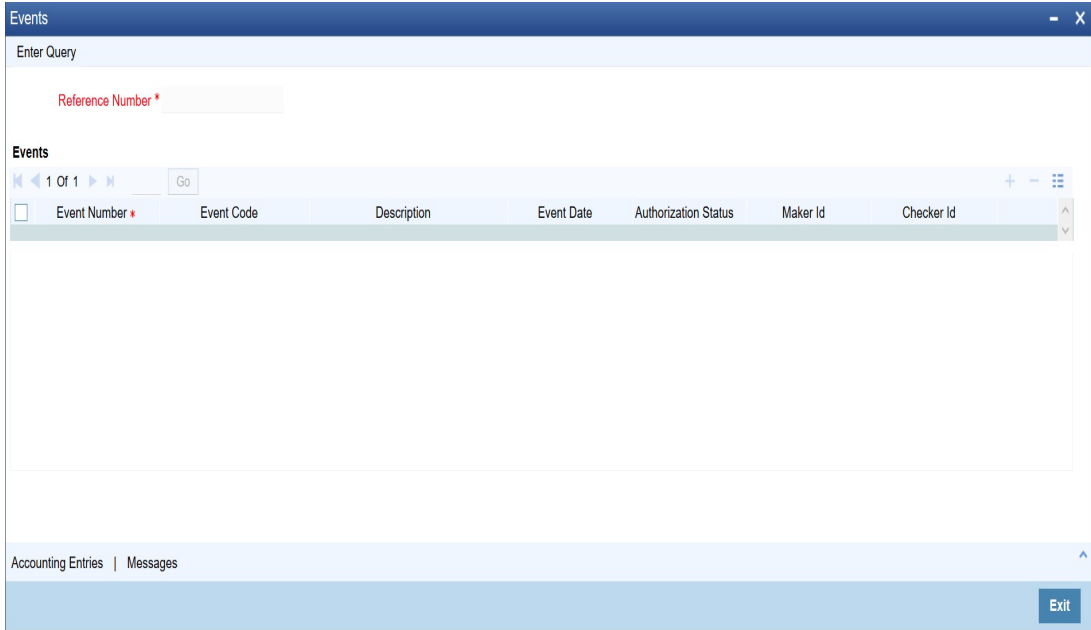 Events
Enter Query
Reference Number *
Events
1 Of 1 Go
Event Number * Event Code Description Event Date Authorization Status Maker Id Checker Id
Accounting Entries | Messages
Exit